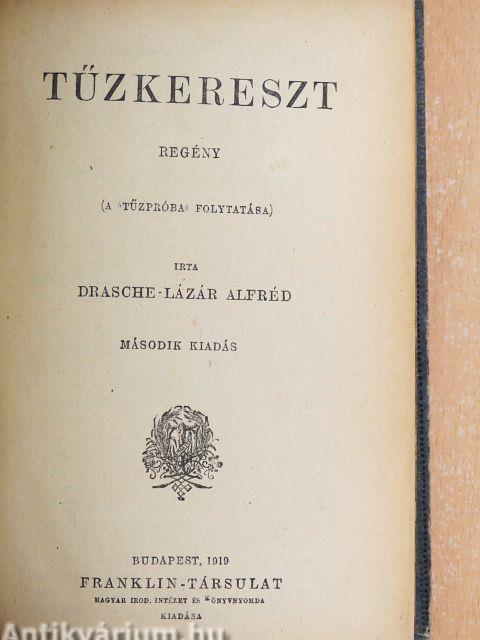 TŰZKERESZT
REGÉNY
(A «TŰZPRÓBA» FOLYTATÁSA)
IRTA
DRASCHE-LÁZÁR ALFRÉD
MÁSODIK KIADÁS
BUDAPEST, 1919
FRANKLIN-TÁRSULAT
MAGYAR IROD. INTÉZET ÉS KÖNYVNYOMDA
KIADÁSA
Antikvárium.hu